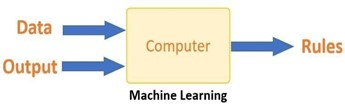 Data
Computer
Rules
Output
Machine Learning